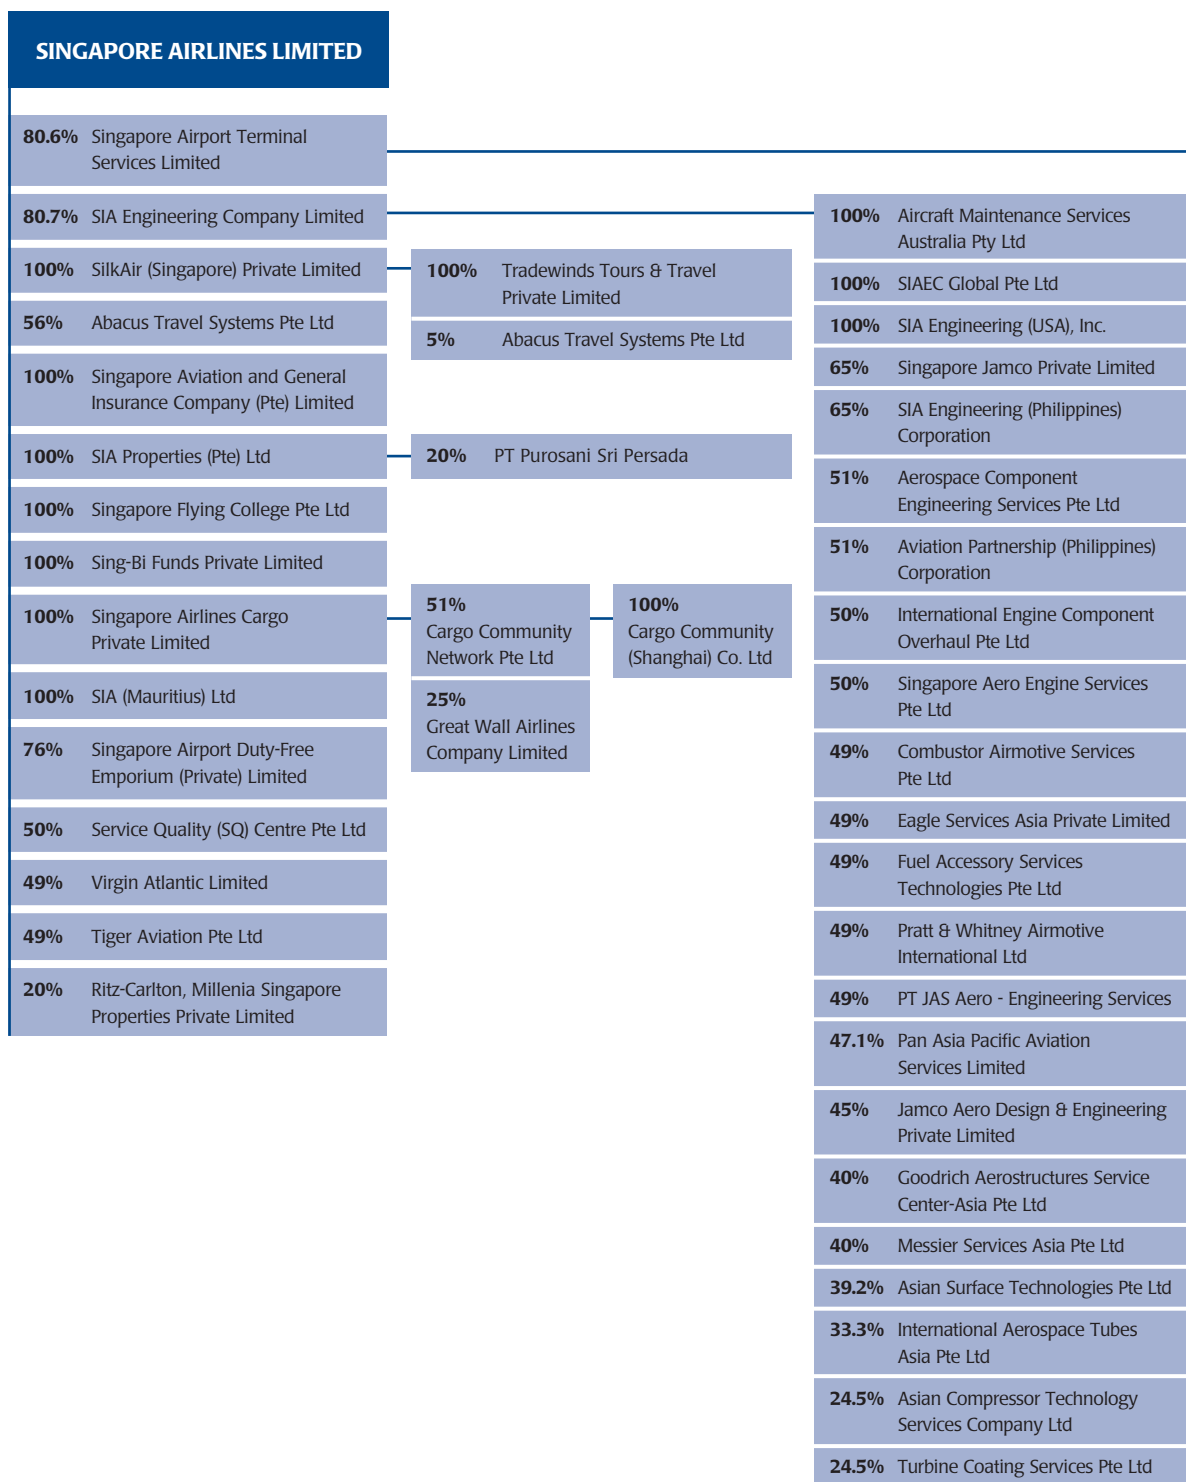 SINGAPORE AIRLINES LIMITED
80.6% Singapore Airport Terminal
Services Limited
80.7% SIA Engineering Company Limited
100% SilkAir (Singapore) Private Limited
56% Abacus Travel Systems Pte Ltd
100% Singapore Aviation and General
Insurance Company (Pte) Limited
100% SIA Properties (Pte) Ltd
100% Singapore Flying College Pte Ltd
100% Sing-Bi Funds Private Limited
100% Singapore Airlines Cargo
Private Limited
100% SIA (Mauritius) Ltd
76% Singapore Airport Duty-Free
Emporium (Private) Limited
50% Service Quality (SQ) Centre Pte Ltd
49% Virgin Atlantic Limited
49% Tiger Aviation Pte Ltd
20% Ritz-Carlton, Millenia Singapore
Properties Private Limited
100% Tradewinds Tours & Travel
Private Limited
5% Abacus Travel Systems Pte Ltd
20% PT Purosani Sri Persada
51%
Cargo Community
Network Pte Ltd
25%
Great Wall Airlines
Company Limited
100%
Cargo Community
(Shanghai) Co. Ltd
100% Aircraft Maintenance Services
Australia Pty Ltd
100% SIAEC Global Pte Ltd
100% SIA Engineering (USA), Inc.
65% Singapore Jamco Private Limited
65% SIA Engineering (Philippines)
Corporation
51% Aerospace Component
Engineering Services Pte Ltd
51% Aviation Partnership (Philippines)
Corporation
50% International Engine Component
Overhaul Pte Ltd
50% Singapore Aero Engine Services
Pte Ltd
49% Combustor Airmotive Services
Pte Ltd
49% Eagle Services Asia Private Limited
49% Fuel Accessory Services
Technologies Pte Ltd
49% Pratt & Whitney Airmotive
International Ltd
49% PT JAS Aero - Engineering Services
47.1% Pan Asia Pacific Aviation
Services Limited
45% Jamco Aero Design & Engineering
Private Limited
40% Goodrich Aerostructures Service
Center-Asia Pte Ltd
40% Messier Services Asia Pte Ltd
39.2% Asian Surface Technologies Pte Ltd
33.3% International Aerospace Tubes
Asia Pte Ltd
24.5% Asian Compressor Technology
Services Company Ltd
24.5% Turbine Coating Services Pte Ltd